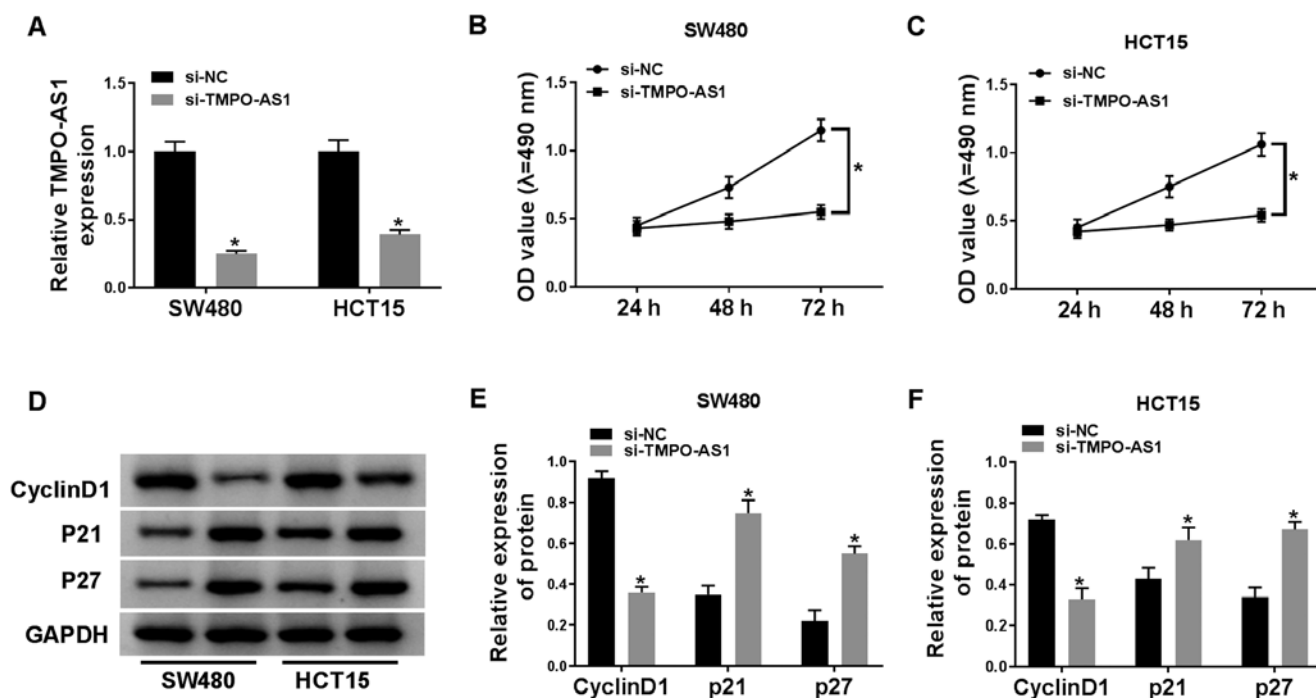 A
si-NC
si-TMPO-AS1
Relative TMPO-AS1
expression
1.5
1.0
0.5
0.0
*
*
SW480
HCT15
B
SW480
si-NC
si-TMPO-AS1
OD value (λ=490 nm)
1.5
1.0
0.5
0.0
*
24 h
48 h
72 h
C
HCT15
si-NC
si-TMPO-AS1
OD value (λ=490 nm)
1.5
1.0
0.5
0.0
*
24 h
48 h
72 h
D
CyclinD1
P21
P27
GAPDH
SW480
HCT15
E
SW480
si-NC
si-TMPO-AS1
Relative expression
of protein
1.0
0.8
0.6
0.4
0.2
0.0
*
*
*
CyclinD1
p21
p27
F
HCT15
si-NC
si-TMPO-AS1
Relative expression
of protein
1.0
0.8
0.6
0.4
0.2
0.0
*
*
*
CyclinD1
p21
p27